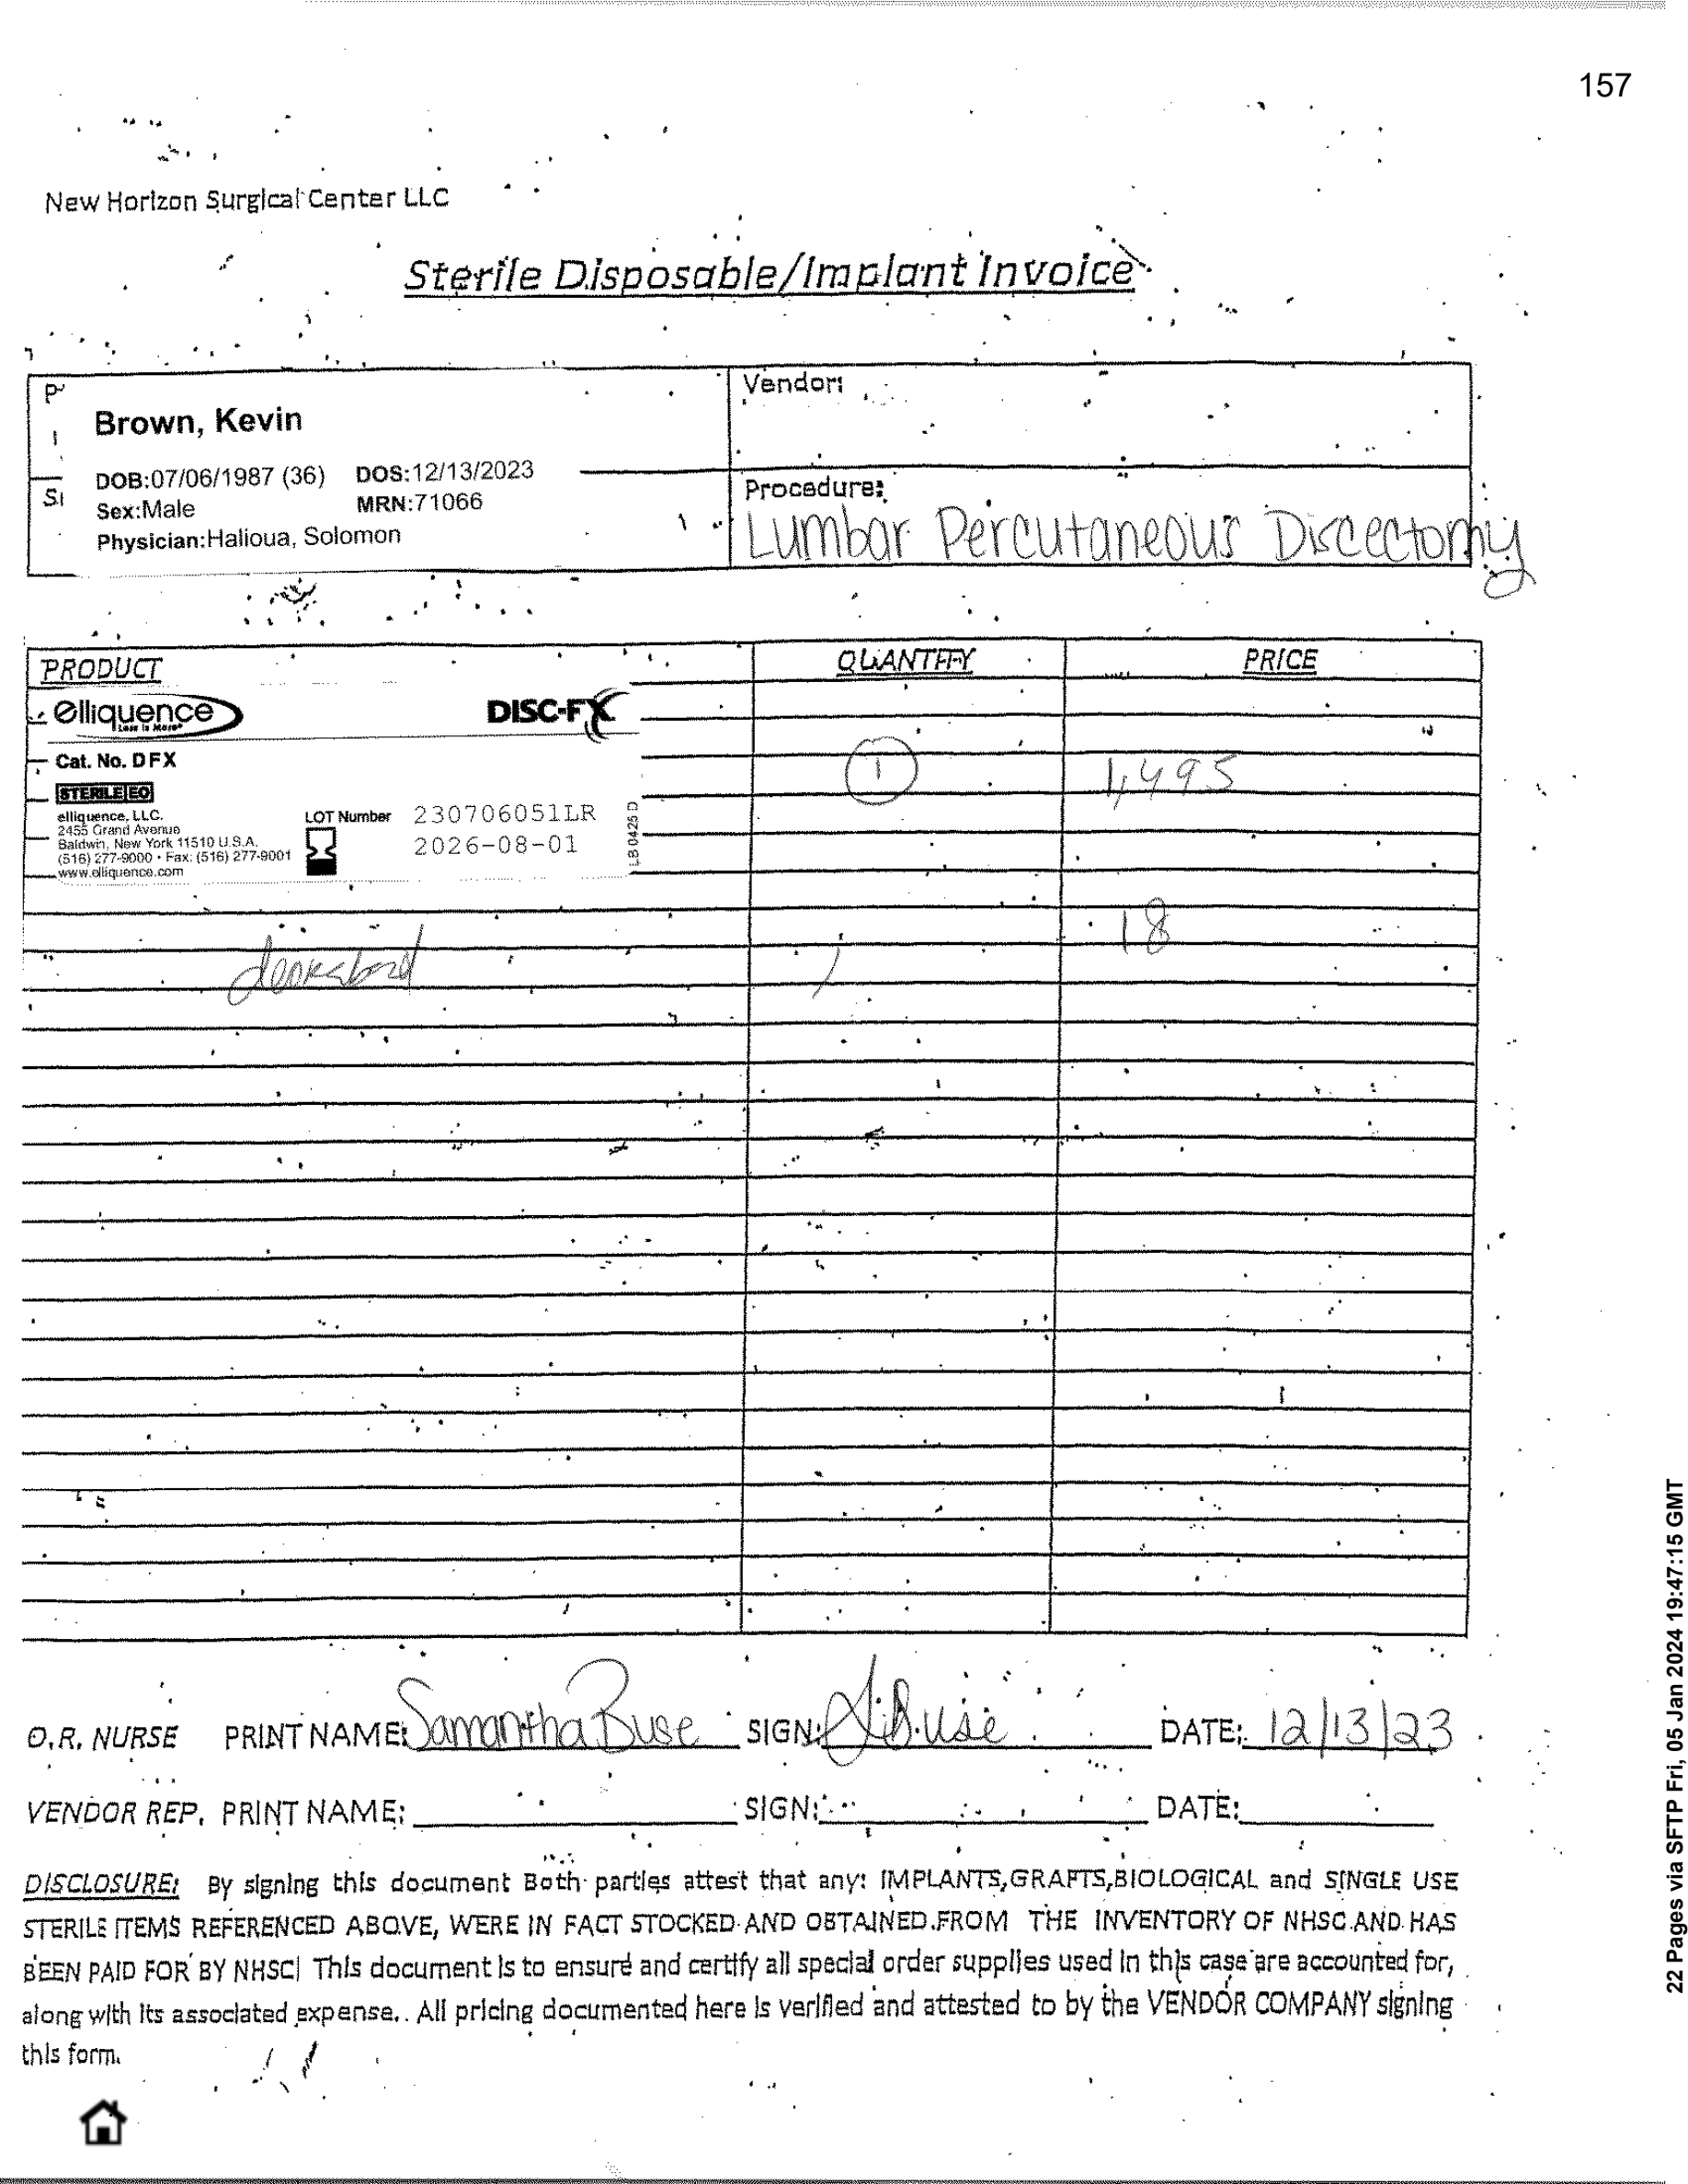 157
New Horizon Surgical Center LLC
Sterile Disposable/Implant Invoice
P
Brown, Kevin
DOB:07/06/1987 (36) DOS:12/13/2023
Sex:Male MRN:71066
Physician:Halioua, Solomon
Vendor:
Procedure:
Lumbar Percutaneous Discectomy
PRODUCT QUANTITY PRICE
elliquence DISC-FX
Less is More
Cat. No. DFX
STERILE EO
elliquence, LLC.
2455 Grand Avenue
Baldwin, New York 11510 U.S.A.
(516) 277-9000 • Fax: (516) 277-9001
www.elliquence.com
LOT Number 230706051LR
2026-08-01
LB 0425 D
1 1,495
1 18
O.R. NURSE PRINT NAME: Samantha Buse SIGN: S.Buse DATE: 12/13/23
VENDOR REP. PRINT NAME: SIGN: DATE:
DISCLOSURE: By signing this document Both parties attest that any: IMPLANTS,GRAFTS,BIOLOGICAL and SINGLE USE
STERILE ITEMS REFERENCED ABOVE, WERE IN FACT STOCKED AND OBTAINED FROM THE INVENTORY OF NHSC AND HAS
BEEN PAID FOR BY NHSC| This document is to ensure and certify all special order supplies used in this case are accounted for,
along with its associated expense.. All pricing documented here is verified and attested to by the VENDOR COMPANY signing
this form.
22 Pages via SFTP Fri, 05 Jan 2024 19:47:15 GMT